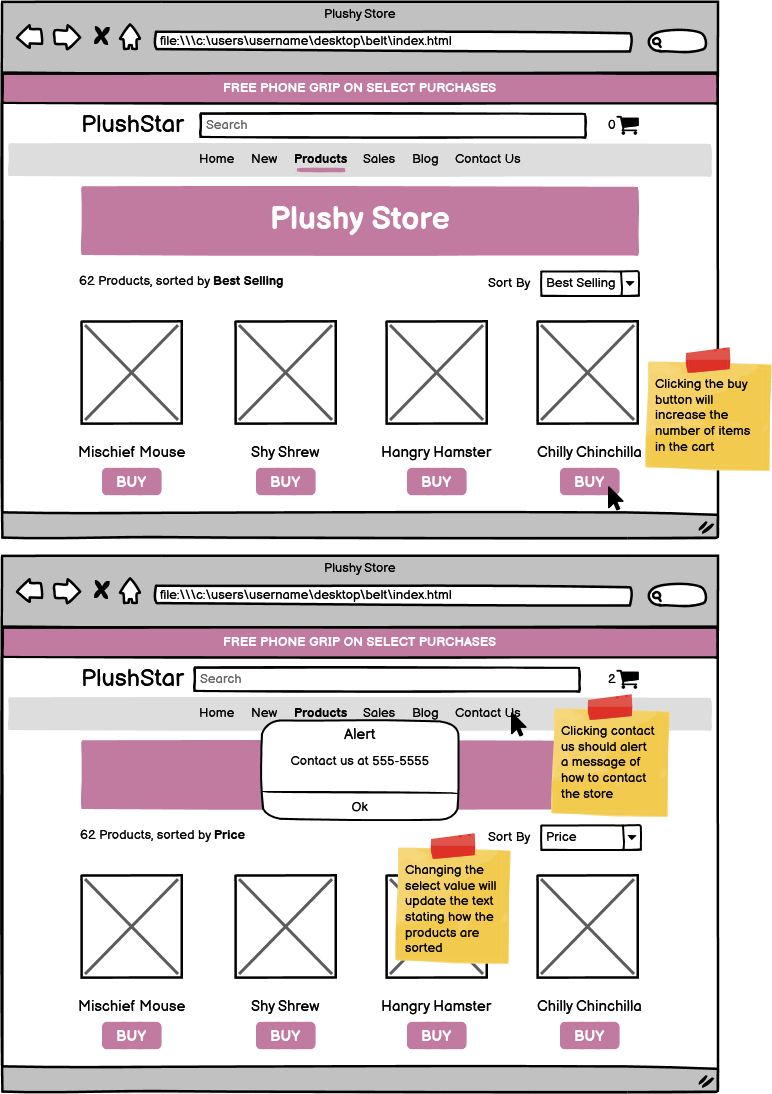 Plushy Store
file:\\\c:\users\username\desktop\belt\index.html
FREE PHONE GRIP ON SELECT PURCHASES
PlushStar
Search
0
Home New Products Sales Blog Contact Us
Plushy Store
62 Products, sorted by Best Selling
Sort By
Best Selling
Clicking the buy
button will
increase the
number of items
in the cart
Mischief Mouse
Shy Shrew
Hangry Hamster
Chilly Chinchilla
BUY
BUY
BUY
BUY
Plushy Store
file:\\\c:\users\username\desktop\belt\index.html
FREE PHONE GRIP ON SELECT PURCHASES
PlushStar
Search
2
Home New Products Sales Blog Contact Us
Alert
Contact us at 555-5555
Ok
Clicking contact
us should alert
a message of
how to contact
the store
62 Products, sorted by Price
Sort By
Price
Changing the
select value will
update the text
stating how the
products are
sorted
Mischief Mouse
Shy Shrew
Hangry Hamster
Chilly Chinchilla
BUY
BUY
BUY
BUY